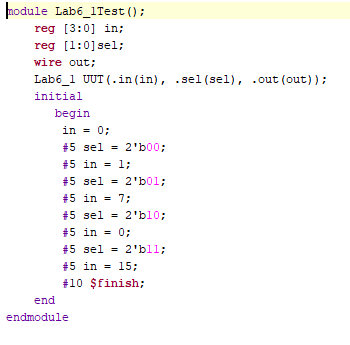 module Lab6_1Test();
reg [3:0] in;
reg [1:0]sel;
wire out;
Lab6_1 UUT(.in(in), .sel(sel), .out(out));
initial
begin
in = 0;
#5 sel = 2'b00;
#5 in = 1;
#5 sel = 2'b01;
#5 in = 7;
#5 sel = 2'b10;
#5 in = 0;
#5 sel = 2'b11;
#5 in = 15;
#10 $finish;
end
endmodule